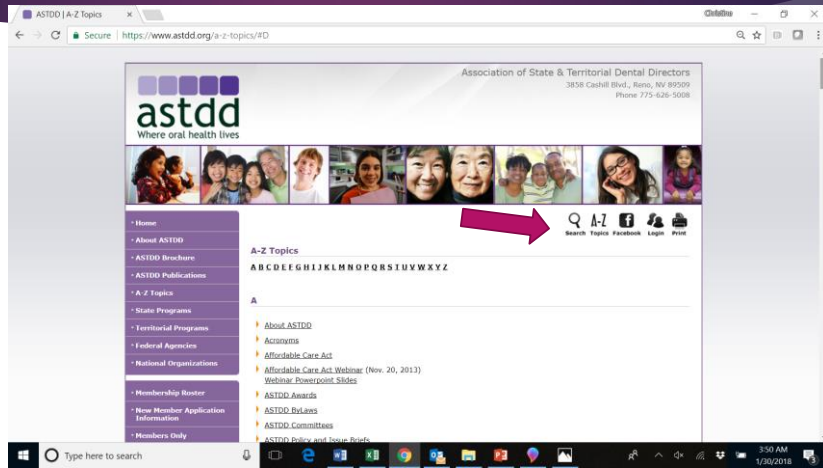 ASTDD | A-Z Topics
Christine
Secure | https://www.astdd.org/a-z-topics/#D
Association of State & Territorial Dental Directors
3858 Cashill Blvd., Reno, NV 89509
Phone 775-626-5008
astdd
Where oral health lives
A-Z
Search Topics Facebook Login Print
Home
About ASTDD
ASTDD Brochure
ASTDD Publications
A-Z Topics
State Programs
Territorial Programs
Federal Agencies
National Organizations
Membership Roster
New Member Application
Information
Members Only
A-Z Topics
A B C D E F G H I J K L M N O P Q R S T U V W X Y Z
A
About ASTDD
Acronyms
Affordable Care Act
Affordable Care Act Webinar (Nov. 20, 2013)
Webinar Powerpoint Slides
ASTDD Awards
ASTDD ByLaws
ASTDD Committees
ASTDD Policy and Issue Briefs
Type here to search
3:50 AM
1/30/2018